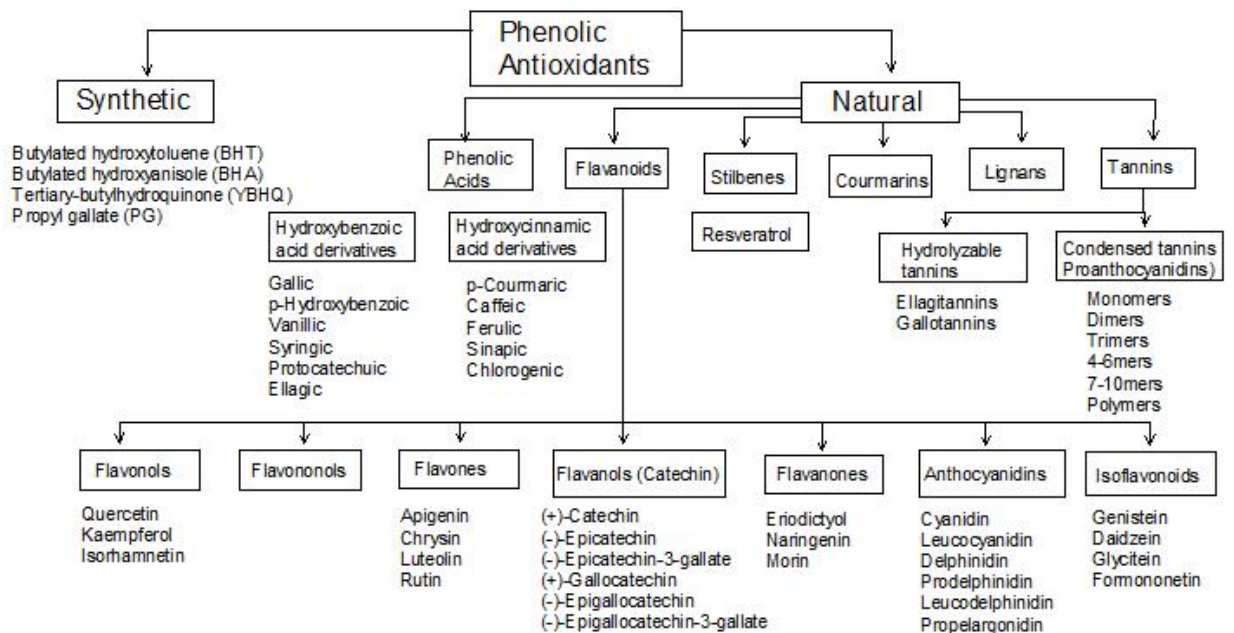 Phenolic
Antioxidants
Synthetic
Natural
Butylated hydroxytoluene (BHT)
Butylated hydroxyanisole (BHA)
Tertiary-butylhydroquinone (YBHQ)
Propyl gallate (PG)
Phenolic
Acids
Flavanoids
Stilbenes
Courmarins
Lignans
Tannins
Hydroxybenzoic
acid derivatives
Gallic
p-Hydroxybenzoic
Vanillic
Syringic
Protocatechuic
Ellagic
Hydroxycinnamic
acid derivatives
p-Courmaric
Caffeic
Ferulic
Sinapic
Chlorogenic
Resveratrol
Hydrolyzable
tannins
Ellagitannins
Gallotannins
Condensed tannins
Proanthocyanidins)
Monomers
Dimers
Trimers
4-6mers
7-10mers
Polymers
Flavonols
Quercetin
Kaempferol
Isorhamnetin
Flavononols
Flavones
Apigenin
Chrysin
Luteolin
Rutin
Flavanols (Catechin)
(+)-Catechin
(-)-Epicatechin
(-)-Epicatechin-3-gallate
(+)-Gallocatechin
(-)-Epigallocatechin
(-)-Epigallocatechin-3-gallate
Flavanones
Eriodictyol
Naringenin
Morin
Anthocyanidins
Cyanidin
Leucocyanidin
Delphinidin
Prodelphinidin
Leucodelphinidin
Propelargonidin
Isoflavonoids
Genistein
Daidzein
Glycitein
Formononetin